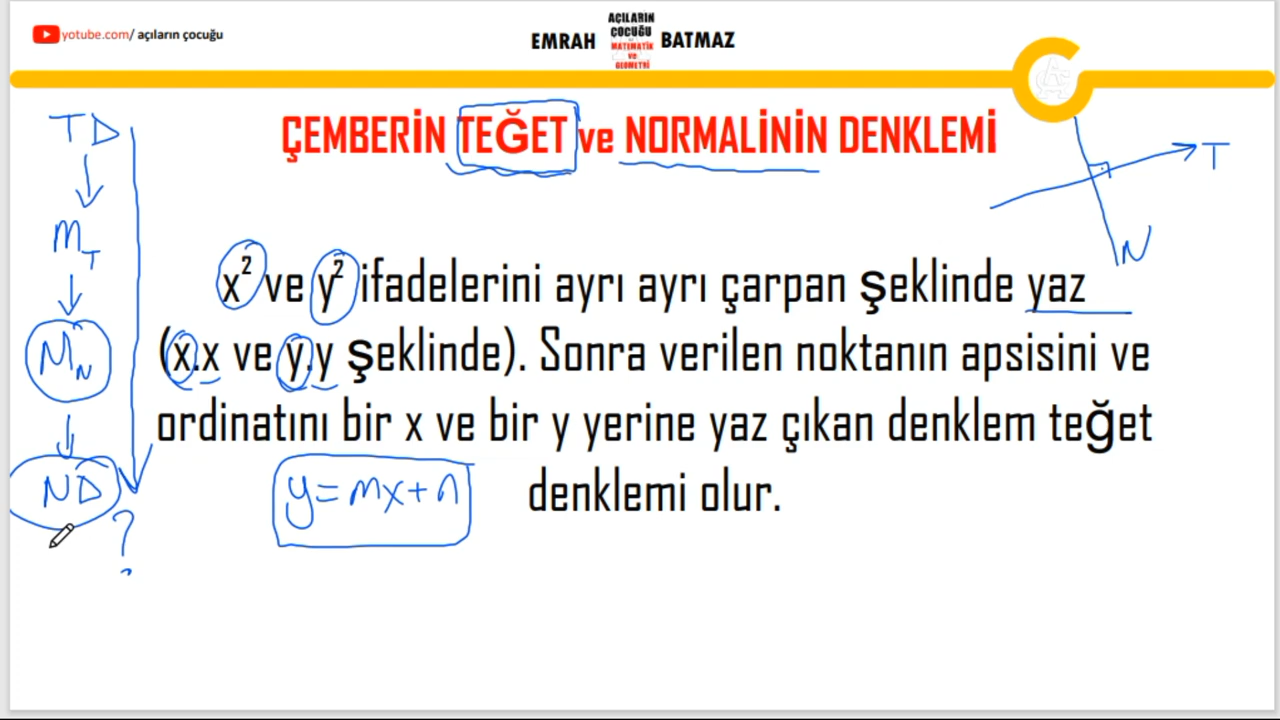 yotube.com/ açıların çocuğu
EMRAH
AÇILARIN
ÇOCUĞU
MATEMATİK
ve
GEOMETRİ
BATMAZ
ÇEMBERİN TEĞET ve NORMALİNİN DENKLEMİ
T
N
TD
M_T
M_N
ND
?
x² ve y² ifadelerini ayrı ayrı çarpan şeklinde yaz
(x.x ve y.y şeklinde). Sonra verilen noktanın apsisini ve
ordinatını bir x ve bir y yerine yaz çıkan denklem teğet
denklemi olur.
y=mx+n